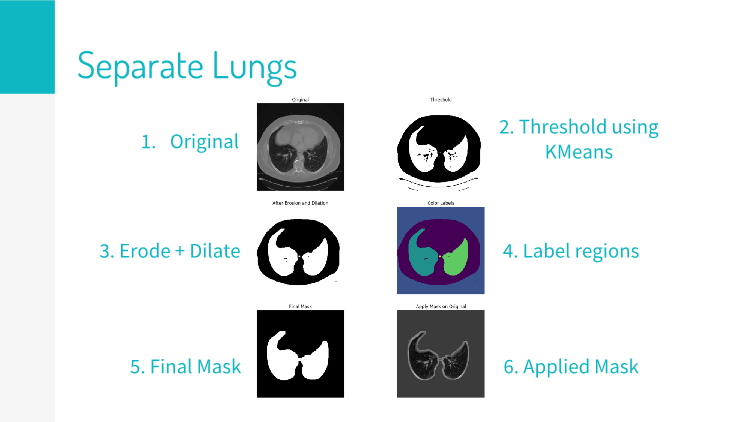 Separate Lungs
Original
Threshold
1. Original
2. Threshold using
KMeans
After Erosion and Dilation
Color Labels
3. Erode + Dilate
4. Label regions
Final Mask
Apply Mask on Original
5. Final Mask
6. Applied Mask